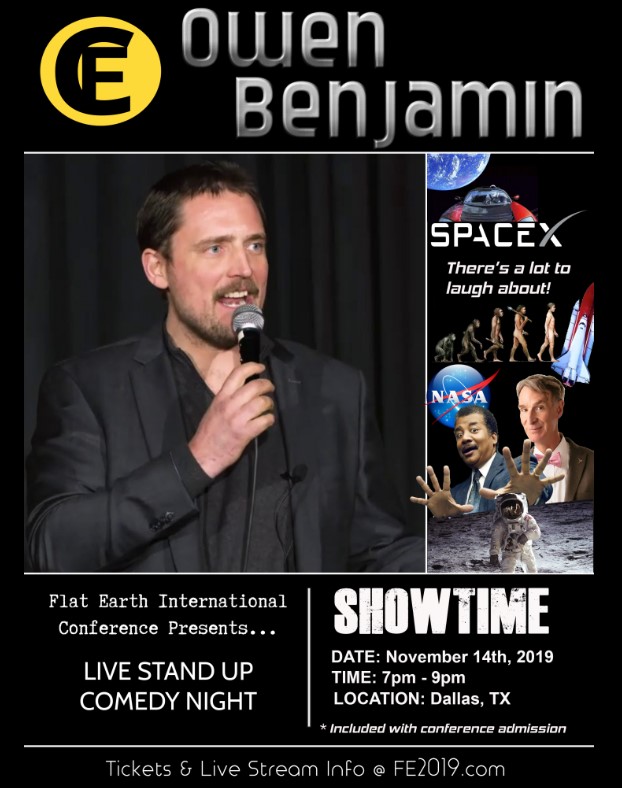 CFE
Owen
Benjamin
SPACEX
There's a lot to
laugh about!
NASA
Flat Earth International
Conference Presents...
LIVE STAND UP
COMEDY NIGHT
SHOWTIME
DATE: November 14th, 2019
TIME: 7pm - 9pm
LOCATION: Dallas, TX
* Included with conference admission
Tickets & Live Stream Info @ FE2019.com